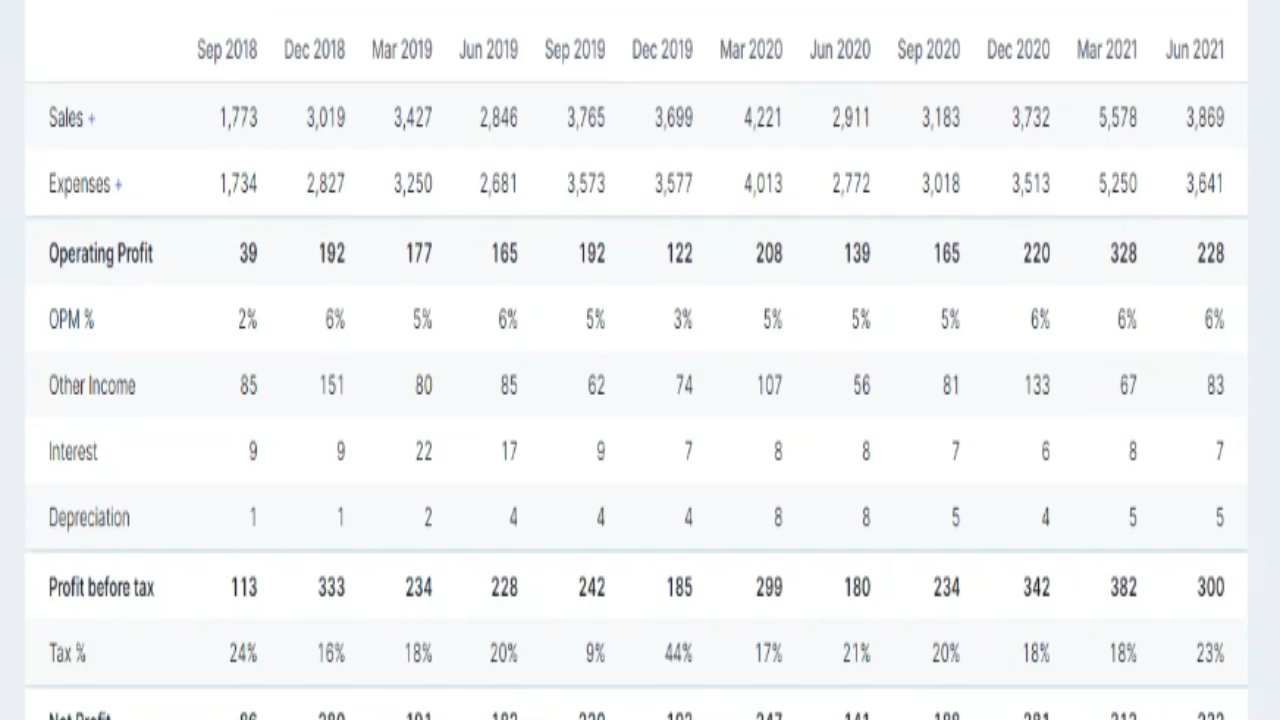 Sep 2018 Dec 2018 Mar 2019 Jun 2019 Sep 2019 Dec 2019 Mar 2020 Jun 2020 Sep 2020 Dec 2020 Mar 2021 Jun 2021
Sales + 1,773 3,019 3,427 2,846 3,765 3,699 4,221 2,911 3,183 3,732 5,578 3,869
Expenses + 1,734 2,827 3,250 2,681 3,573 3,577 4,013 2,772 3,018 3,513 5,250 3,641
Operating Profit 39 192 177 165 192 122 208 139 165 220 328 228
OPM % 2% 6% 5% 6% 5% 3% 5% 5% 5% 6% 6% 6%
Other Income 85 151 80 85 62 74 107 56 81 133 67 83
Interest 9 9 22 17 9 7 8 8 7 6 8 7
Depreciation 1 1 2 4 4 4 8 8 5 4 5 5
Profit before tax 113 333 234 228 242 185 299 180 234 342 382 300
Tax % 24% 16% 18% 20% 9% 44% 17% 21% 20% 18% 18% 23%
Net Profit